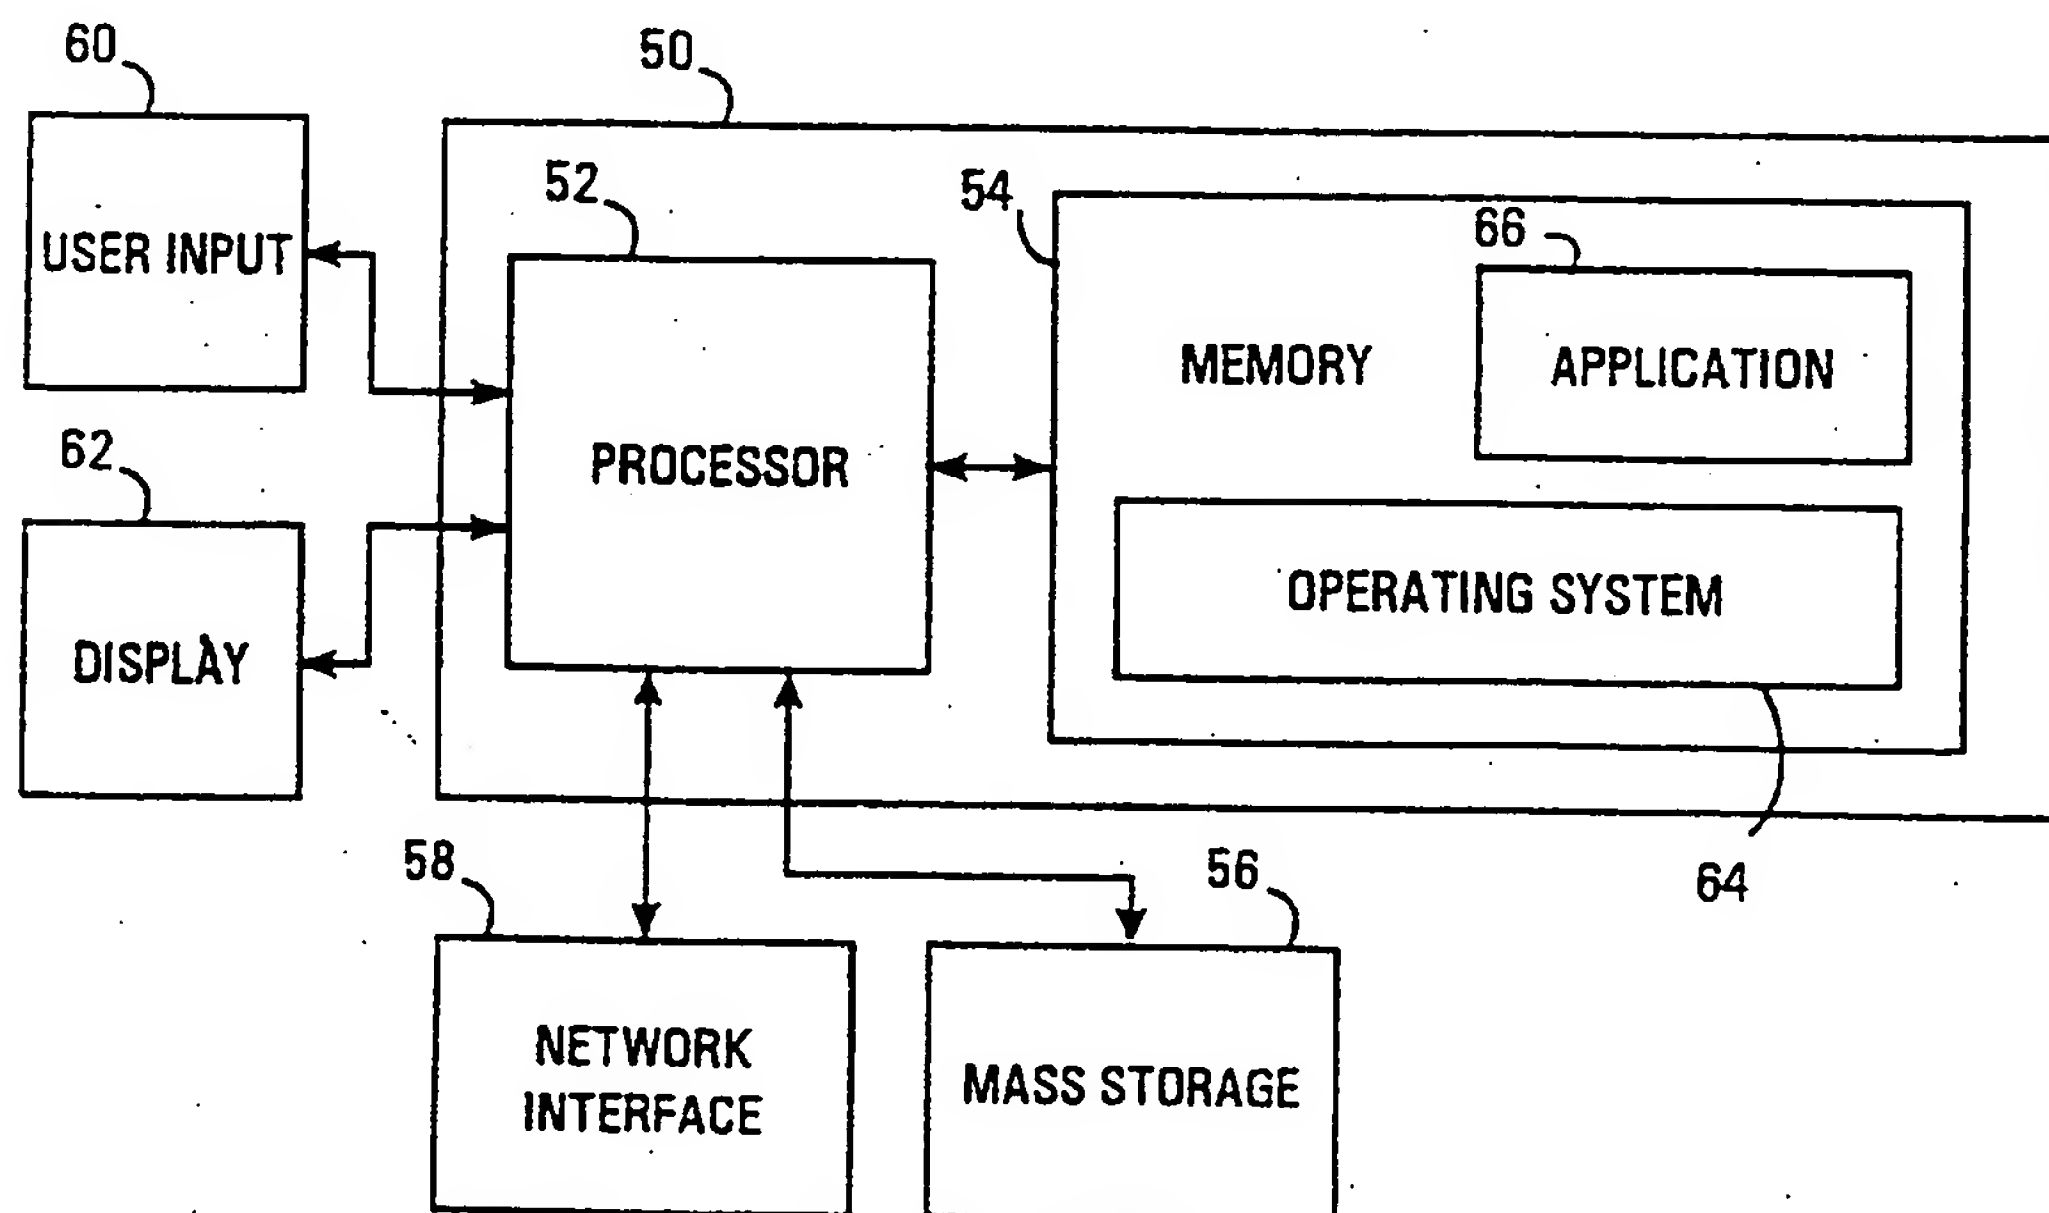 60
50
52
54
66
USER INPUT
MEMORY
APPLICATION
62
PROCESSOR
OPERATING SYSTEM
DISPLAY
58
56
64
NETWORK
INTERFACE
MASS STORAGE